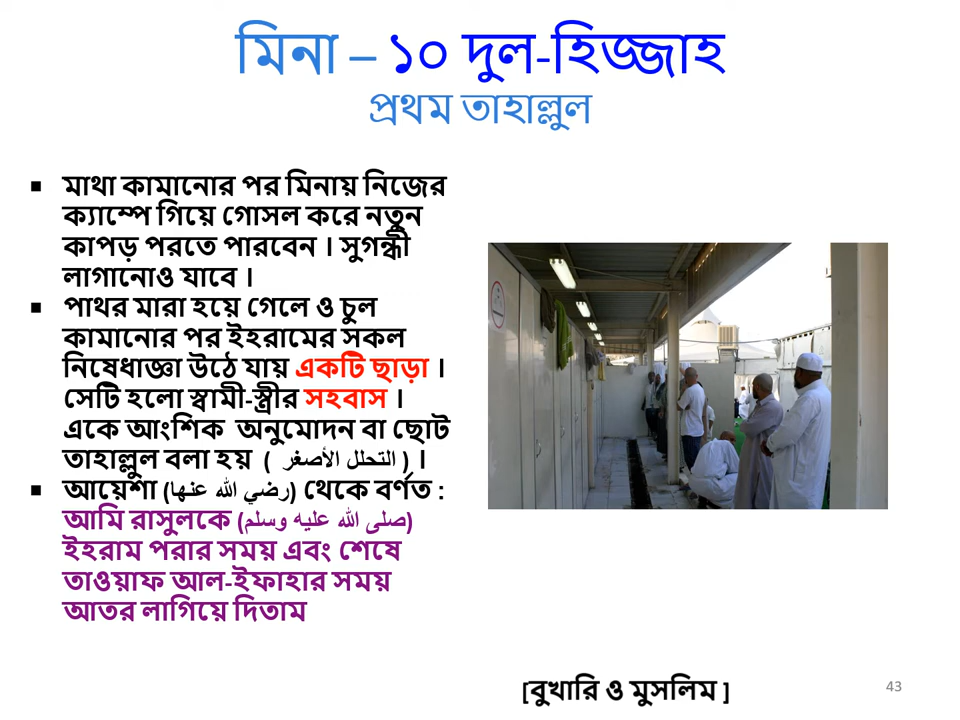 মিনা – ১০ দুল-হিজ্জাহ
প্রথম তাহাল্লুল
▪ মাথা কামানোর পর মিনায় নিজের
ক্যাম্পে গিয়ে গোসল করে নতুন
কাপড় পরতে পারবেন । সুগন্ধী
লাগানোও যাবে ।
▪ পাথর মারা হয়ে গেলে ও চুল
কামানোর পর ইহরামের সকল
নিষেধাজ্ঞা উঠে যায় একটি ছাড়া ।
সেটি হলো স্বামী-স্ত্রীর সহবাস ।
একে আংশিক অনুমোদন বা ছোট
তাহাল্লুল বলা হয় ( التحلل الأصغر ) ।
▪ আয়েশা (رضي الله عنها) থেকে বর্ণত :
আমি রাসুলকে (صلى الله عليه وسلم)
ইহরাম পরার সময় এবং শেষে
তাওয়াফ আল-ইফাহার সময়
আতর লাগিয়ে দিতাম
[বুখারি ও মুসলিম ]
43